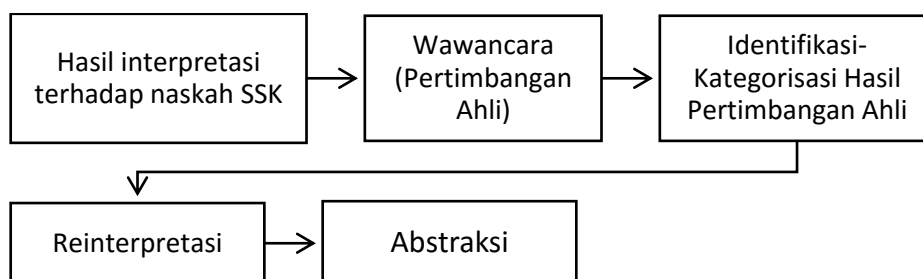 Hasil interpretasi
terhadap naskah SSK
Wawancara
(Pertimbangan
Ahli)
Identifikasi-
Kategorisasi Hasil
Pertimbangan Ahli
Reinterpretasi
Abstraksi